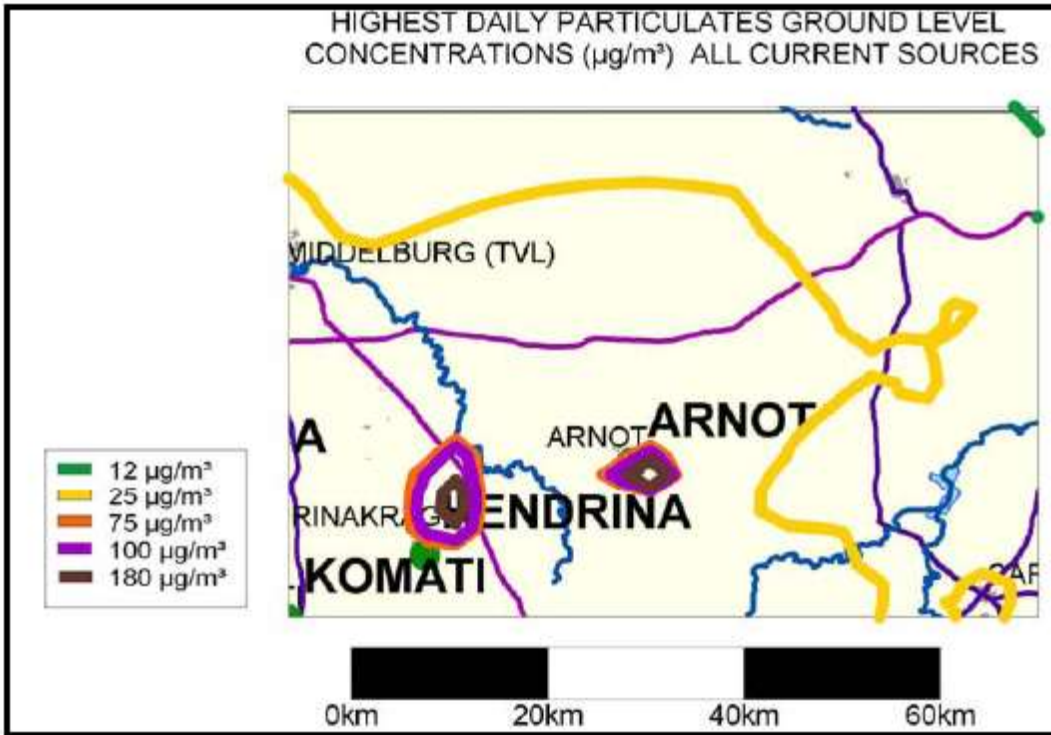 HIGHEST DAILY PARTICULATES GROUND LEVEL
CONCENTRATIONS (µg/m³) ALL CURRENT SOURCES
MIDDELBURG (TVL)
ARNOT
ARNOT
A
ENDRINA
RINAKRAG
KOMATI
CAR
12 µg/m³
25 µg/m³
75 µg/m³
100 µg/m³
180 µg/m³
0km 20km 40km 60km